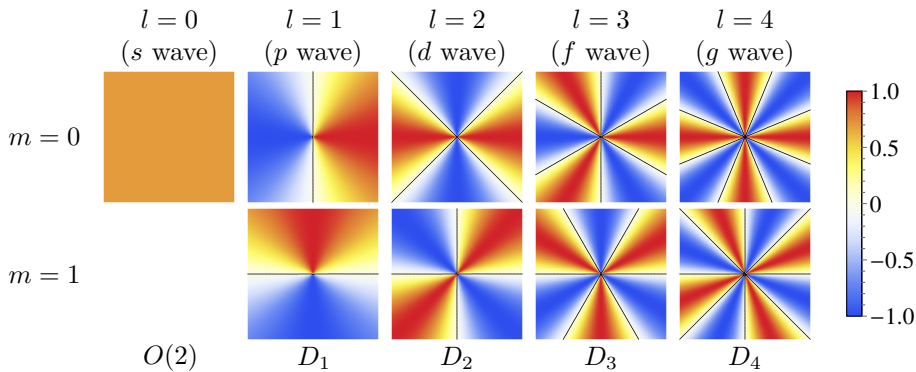 l = 0 l = 1 l = 2 l = 3 l = 4
(s wave) (p wave) (d wave) (f wave) (g wave)
m = 0
m = 1
1.0
0.5
0
−0.5
−1.0
O(2) D₁ D₂ D₃ D₄